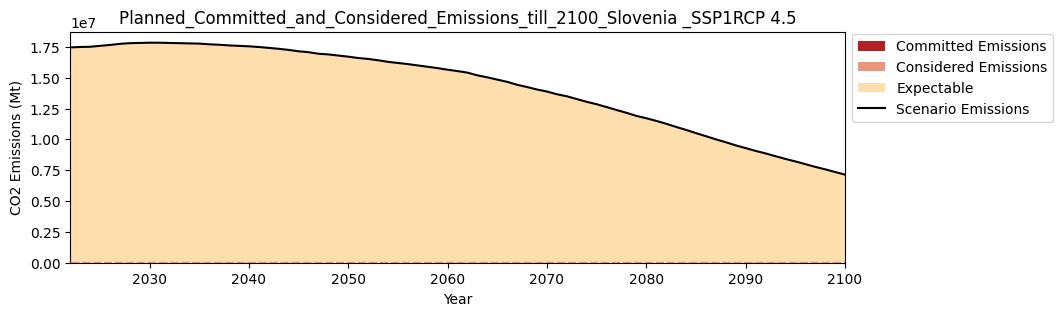 Planned_Committed_and_Considered_Emissions_till_2100_Slovenia _SSP1RCP 4.5
1e7
1.75
1.50
1.25
1.00
0.75
0.50
0.25
0.00
CO2 Emissions (Mt)
2030 2040 2050 2060 2070 2080 2090 2100
Year
Committed Emissions
Considered Emissions
Expectable
Scenario Emissions